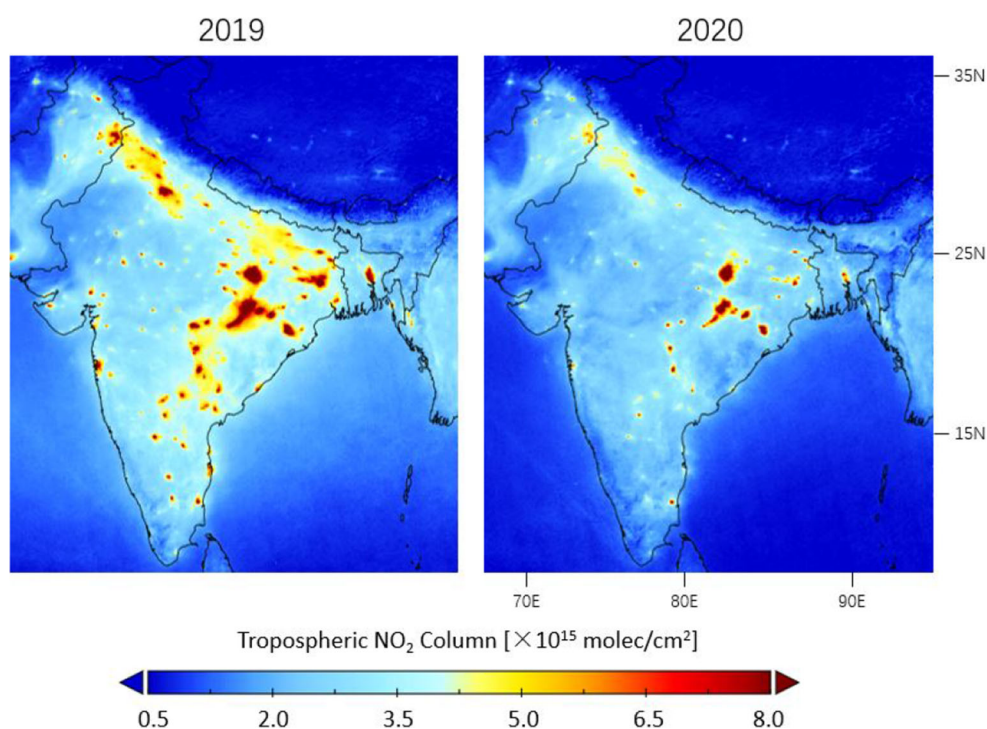 2019 2020
35N
25N
15N
70E 80E 90E
Tropospheric NO₂ Column [×10¹⁵ molec/cm²]
0.5 2.0 3.5 5.0 6.5 8.0